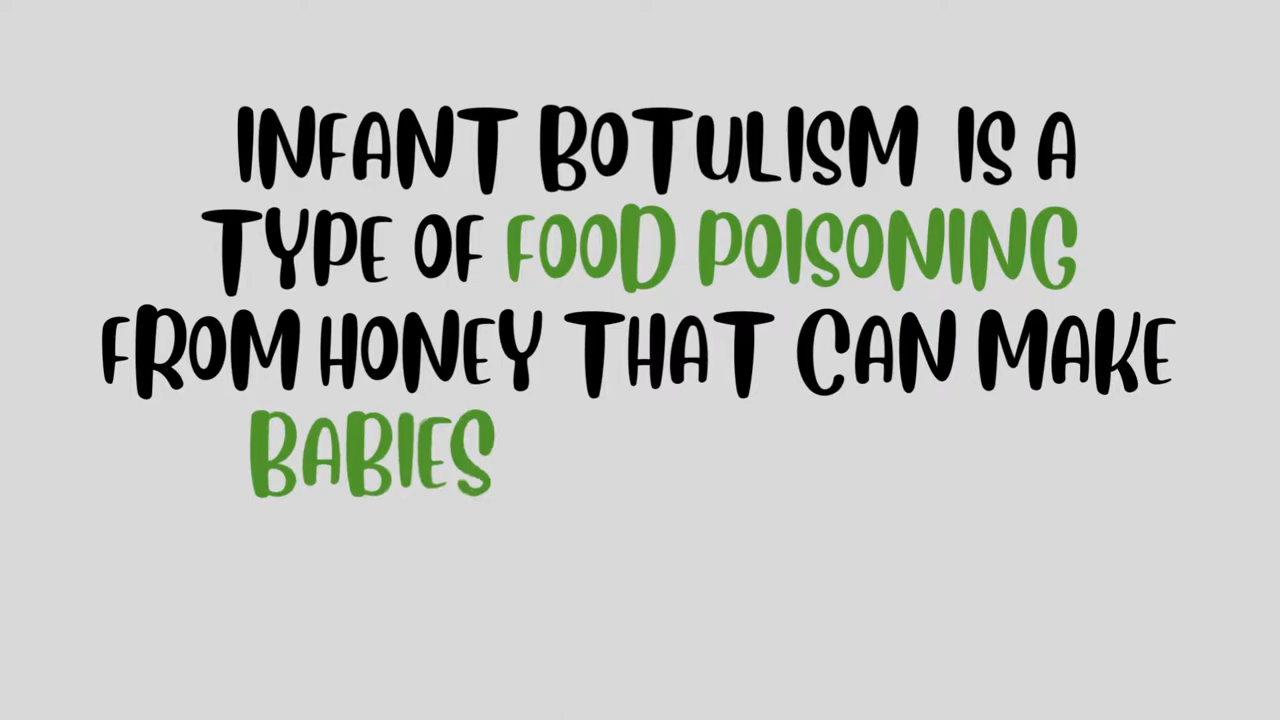 INFANT BOTULISM IS A
TYPE OF FOOD POISONING
FROM HONEY THAT CAN MAKE
BABIES